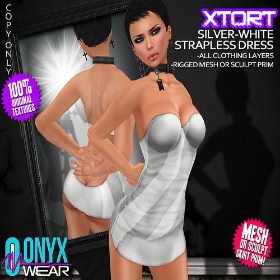 COPY ONLY
XTORT
SILVER-WHITE
STRAPLESS DRESS
-ALL CLOTHING LAYERS
-RIGGED MESH OR SCULPT PRIM
100%
ORIGINAL
TEXTURES
ONYX
WEAR
MESH
OR SCULPT
SKIRT PRIM!